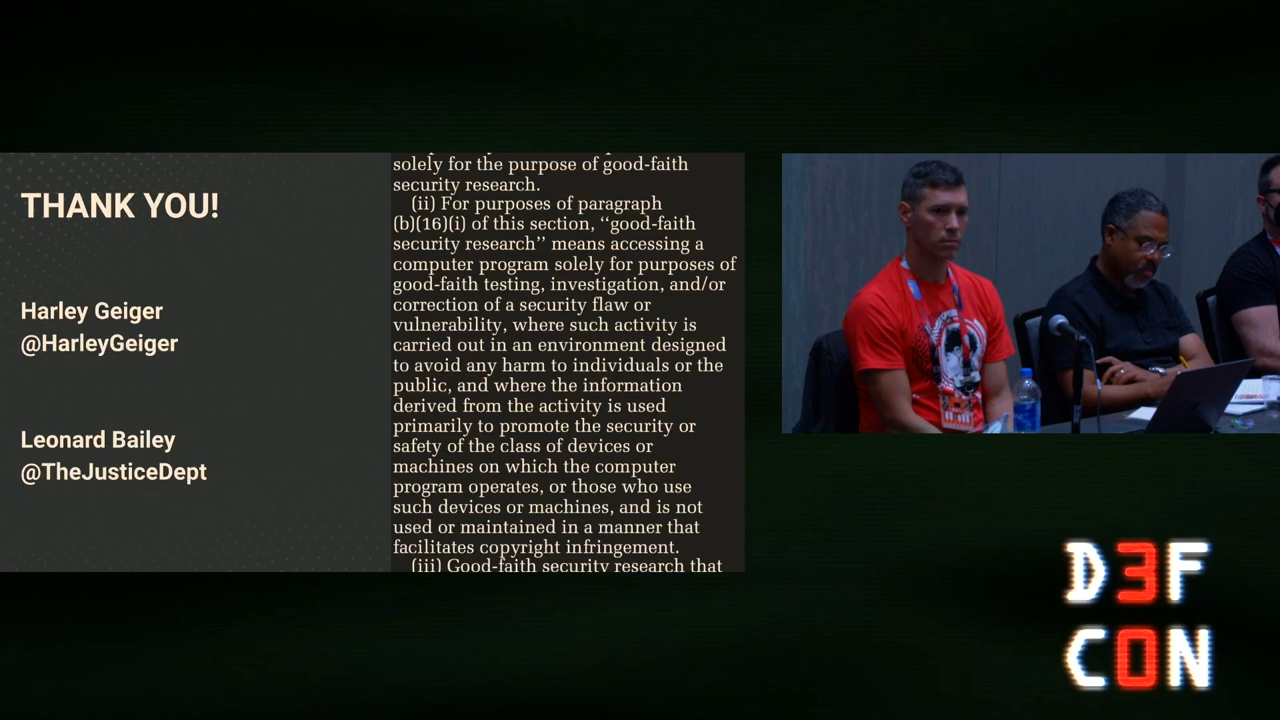 THANK YOU!
Harley Geiger
@HarleyGeiger
Leonard Bailey
@TheJusticeDept
solely for the purpose of good-faith
security research.
(ii) For purposes of paragraph
(b)(16)(i) of this section, ‘‘good-faith
security research’’ means accessing a
computer program solely for purposes of
good-faith testing, investigation, and/or
correction of a security flaw or
vulnerability, where such activity is
carried out in an environment designed
to avoid any harm to individuals or the
public, and where the information
derived from the activity is used
primarily to promote the security or
safety of the class of devices or
machines on which the computer
program operates, or those who use
such devices or machines, and is not
used or maintained in a manner that
facilitates copyright infringement.
(iii) Good-faith security research that
D3F
C0N